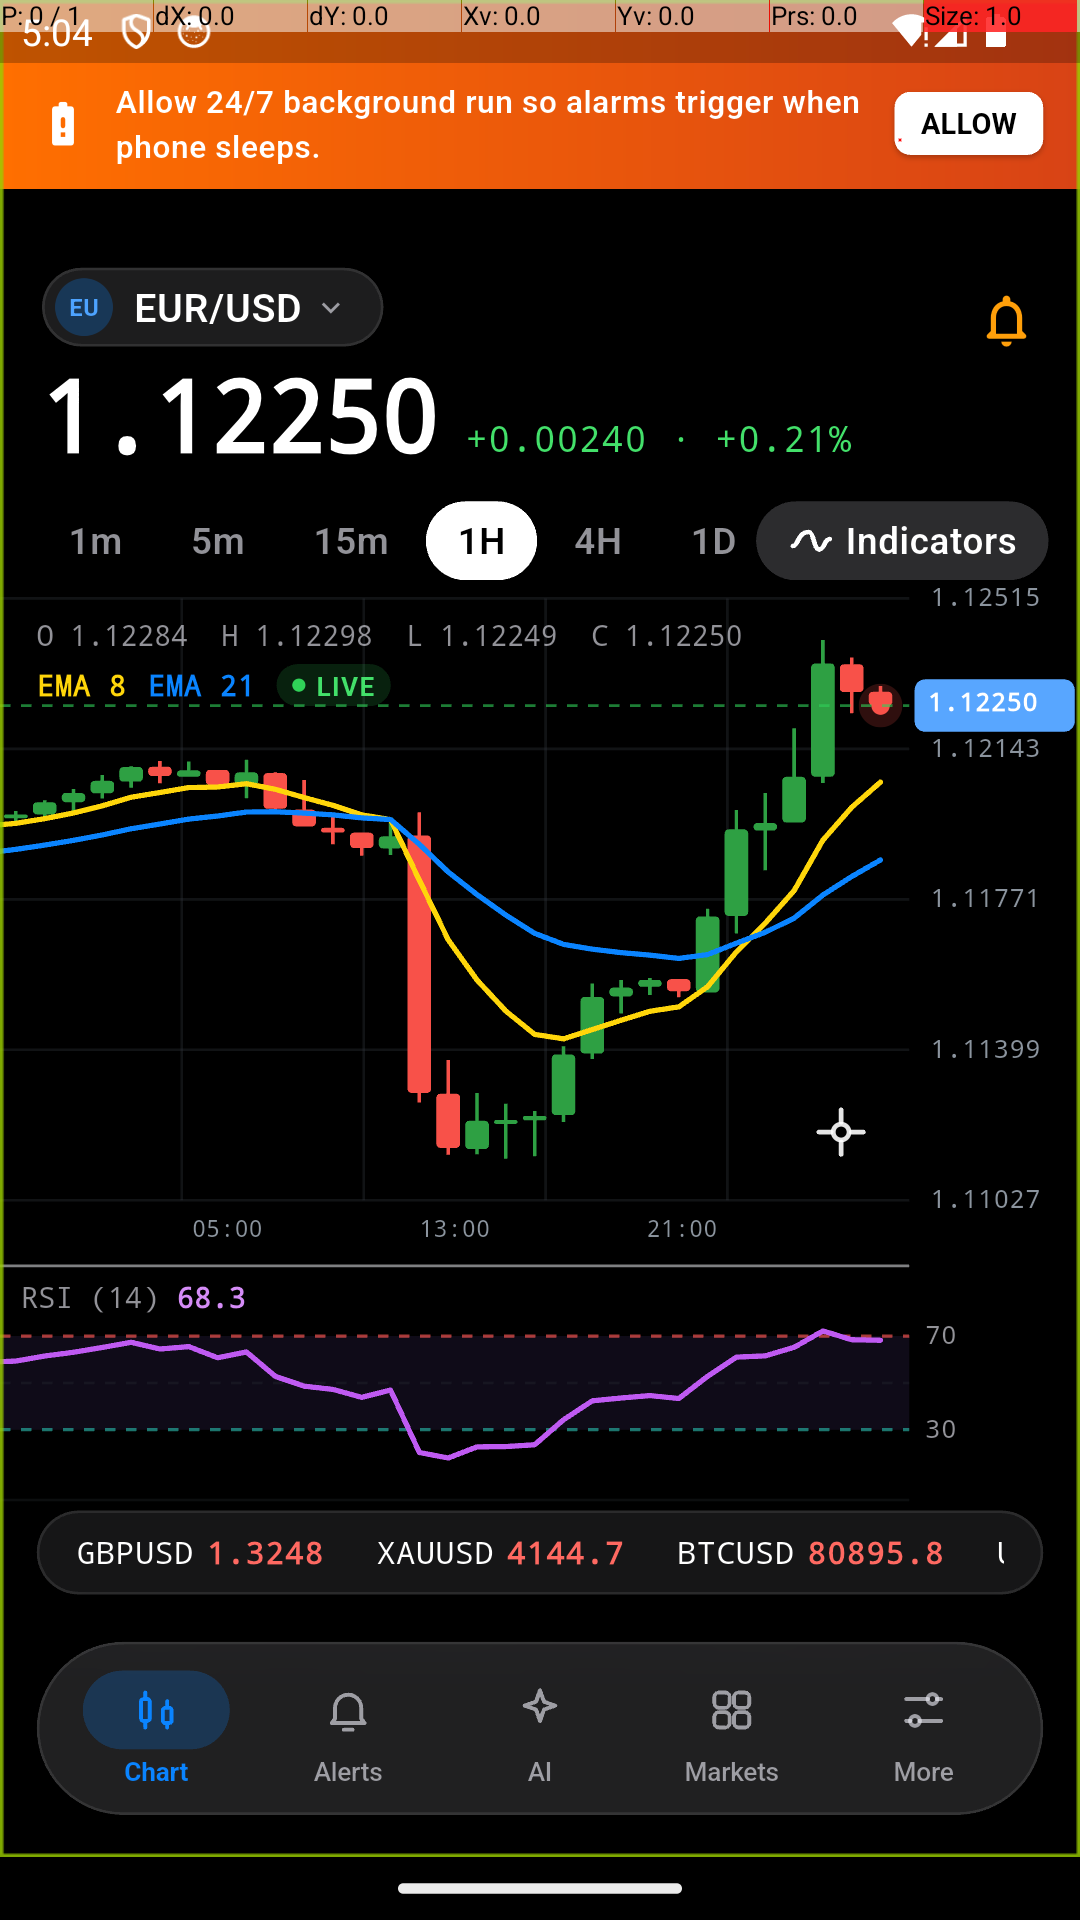 P: 0 / 1 dX: 0.0 dY: 0.0 Xv: 0.0 Yv: 0.0 Prs: 0.0 Size: 1.0
5:04
Allow 24/7 background run so alarms trigger when
phone sleeps.
ALLOW
EU EUR/USD
1.12250 +0.00240 · +0.21%
1m 5m 15m 1H 4H 1D Indicators
1.12515
O 1.12284 H 1.12298 L 1.12249 C 1.12250
EMA 8 EMA 21 LIVE
1.12250
1.12143
1.11771
1.11399
1.11027
05:00 13:00 21:00
RSI (14) 68.3
70
30
GBPUSD 1.3248 XAUUSD 4144.7 BTCUSD 80895.8
Chart Alerts AI Markets More